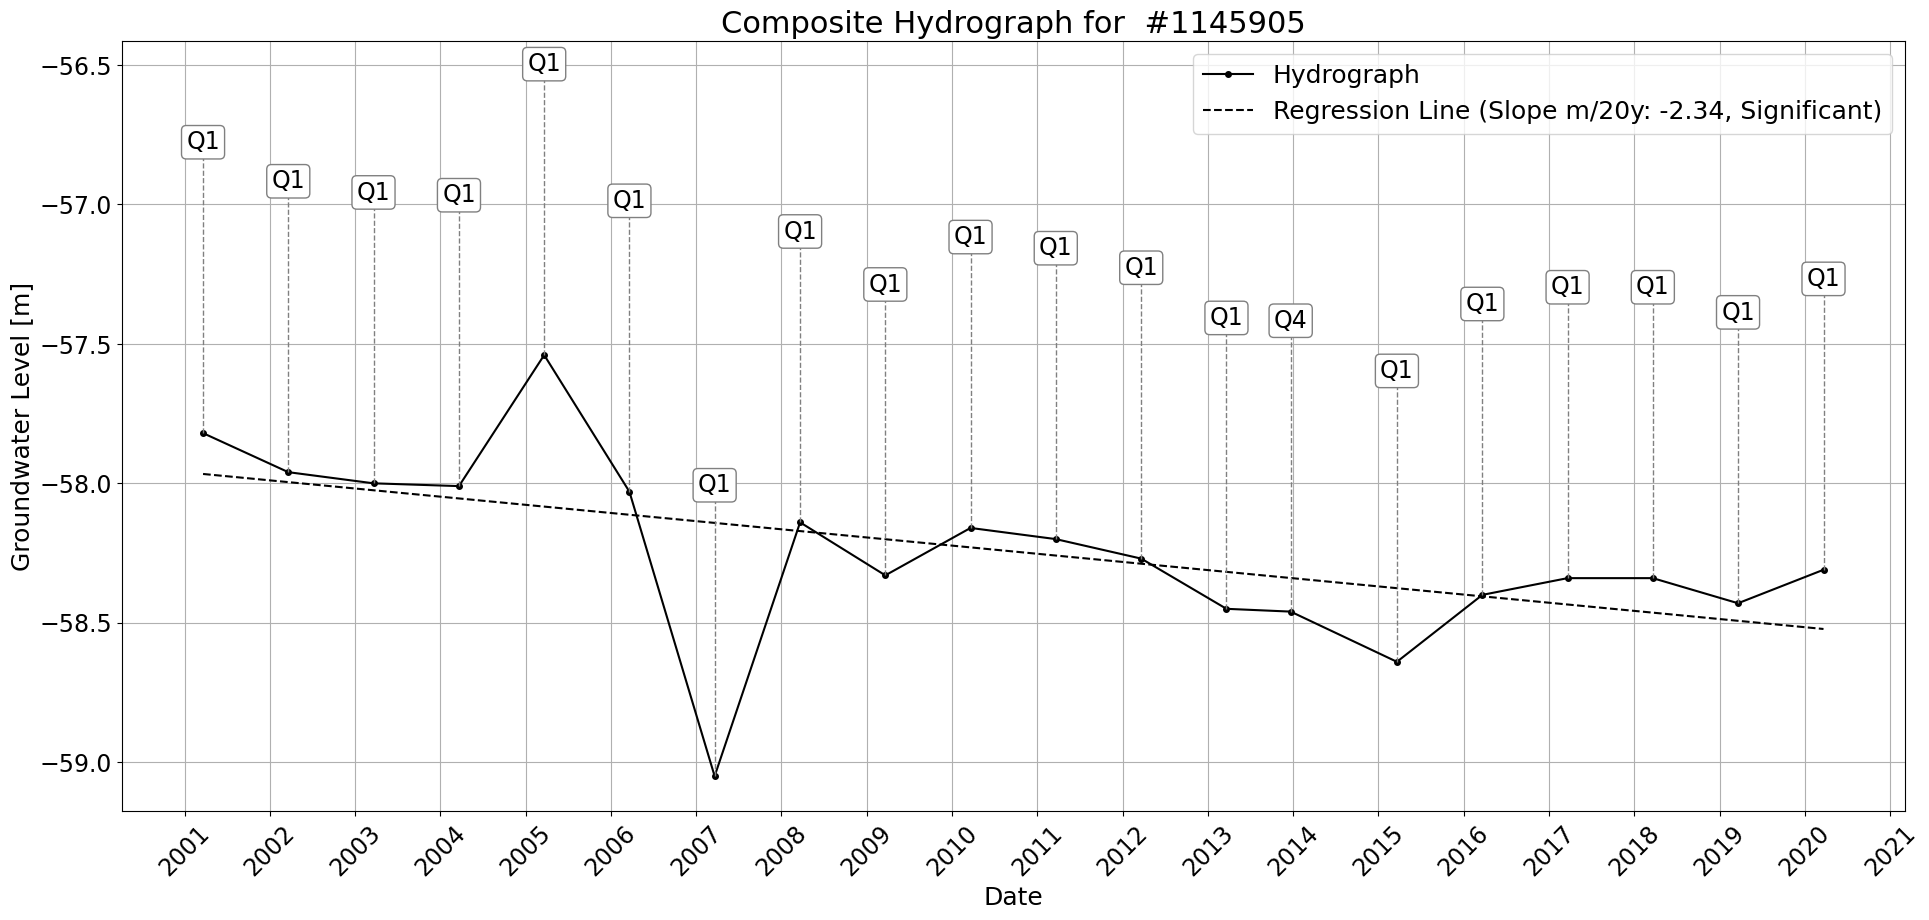 Composite Hydrograph for  #1145905
Hydrograph
Regression Line (Slope m/20y: -2.34, Significant)
Groundwater Level [m]
−56.5
−57.0
−57.5
−58.0
−58.5
−59.0
Q1
Q1
Q1
Q1
Q1
Q1
Q1
Q1
Q1
Q1
Q1
Q1
Q1
Q4
Q1
Q1
Q1
Q1
Q1
Q1
2001
2002
2003
2004
2005
2006
2007
2008
2009
2010
2011
2012
2013
2014
2015
2016
2017
2018
2019
2020
2021
Date